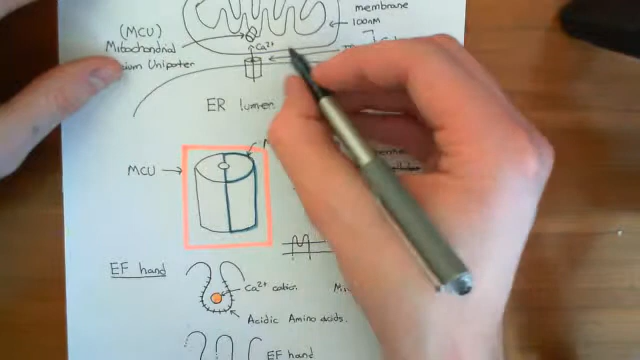 membrane
100nM
(MCU)
Mitochondrial
Uniporter
Ca²⁺
ER lumen
MCU
EF hand
Ca²⁺ cation.
Acidic Amino acids.
EF hand